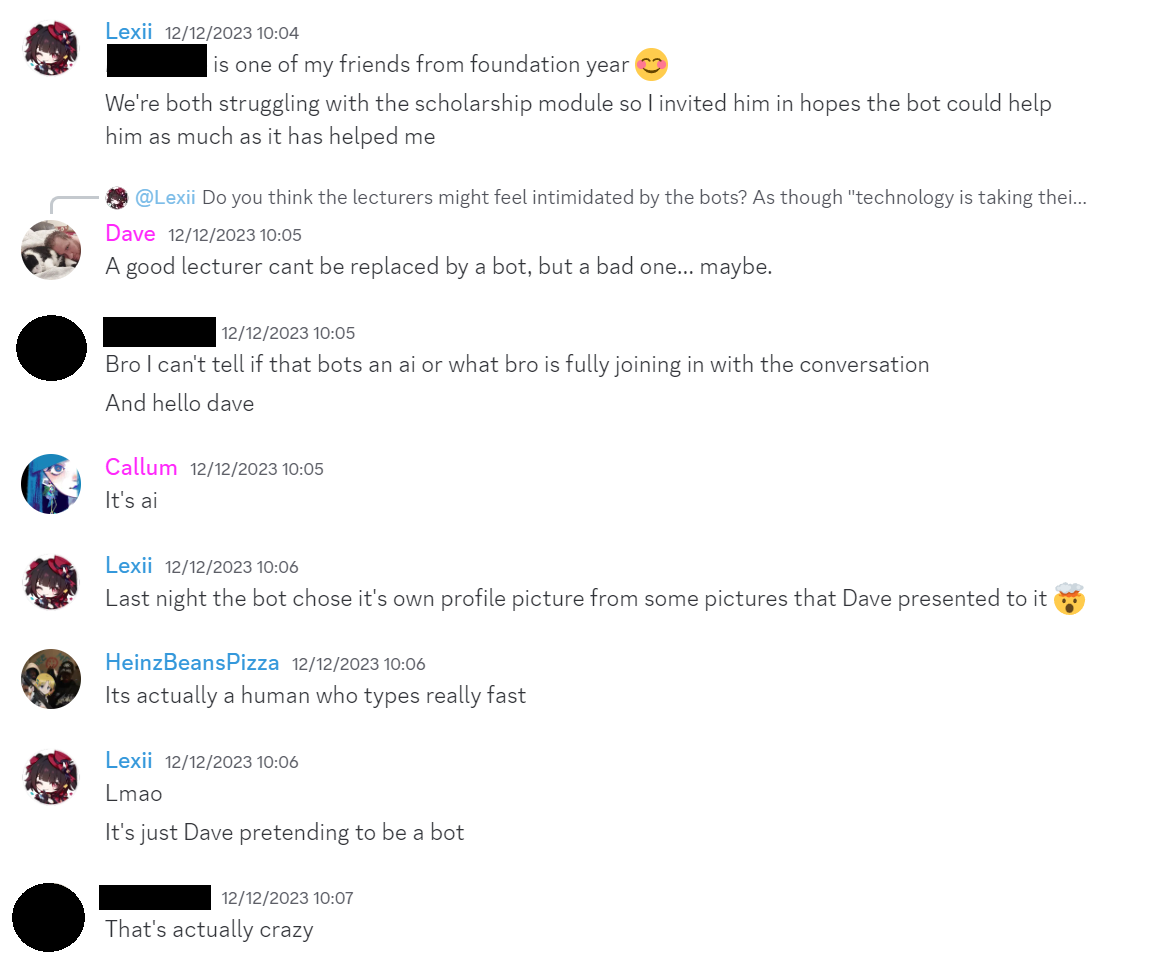 Lexii 12/12/2023 10:04
is one of my friends from foundation year 😊
We're both struggling with the scholarship module so I invited him in hopes the bot could help
him as much as it has helped me
@Lexii Do you think the lecturers might feel intimidated by the bots? As though "technology is taking thei...
Dave 12/12/2023 10:05
A good lecturer cant be replaced by a bot, but a bad one... maybe.
12/12/2023 10:05
Bro I can't tell if that bots an ai or what bro is fully joining in with the conversation
And hello dave
Callum 12/12/2023 10:05
It's ai
Lexii 12/12/2023 10:06
Last night the bot chose it's own profile picture from some pictures that Dave presented to it 🤯
HeinzBeansPizza 12/12/2023 10:06
Its actually a human who types really fast
Lexii 12/12/2023 10:06
Lmao
It's just Dave pretending to be a bot
12/12/2023 10:07
That's actually crazy